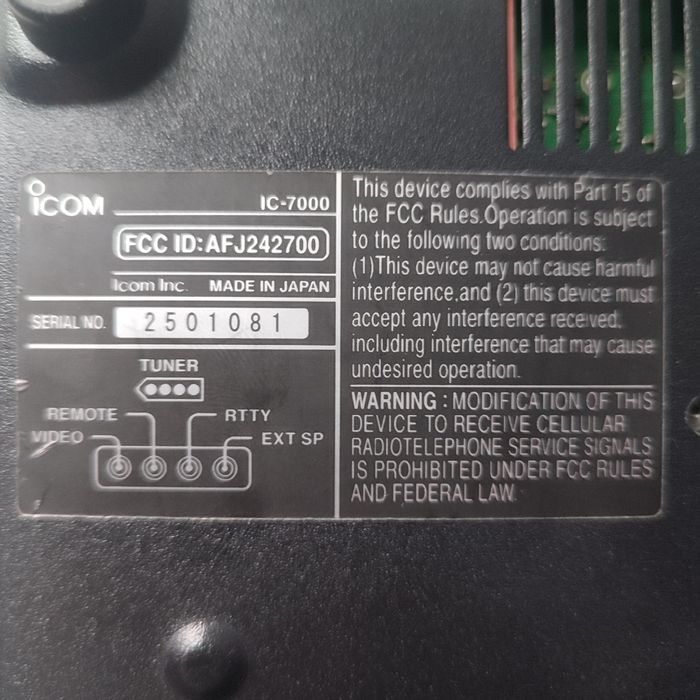 ICOM
IC-7000
FCC ID:AFJ242700
Icom Inc. MADE IN JAPAN
SERIAL NO. 2501081
TUNER
REMOTE RTTY
VIDEO EXT SP
This device complies with Part 15 of
the FCC Rules.Operation is subject
to the following two conditions:
(1)This device may not cause harmful
interference,and (2) this device must
accept any interference received,
including interference that may cause
undesired operation.
WARNING : MODIFICATION OF THIS
DEVICE TO RECEIVE CELLULAR
RADIOTELEPHONE SERVICE SIGNALS
IS PROHIBITED UNDER FCC RULES
AND FEDERAL LAW.